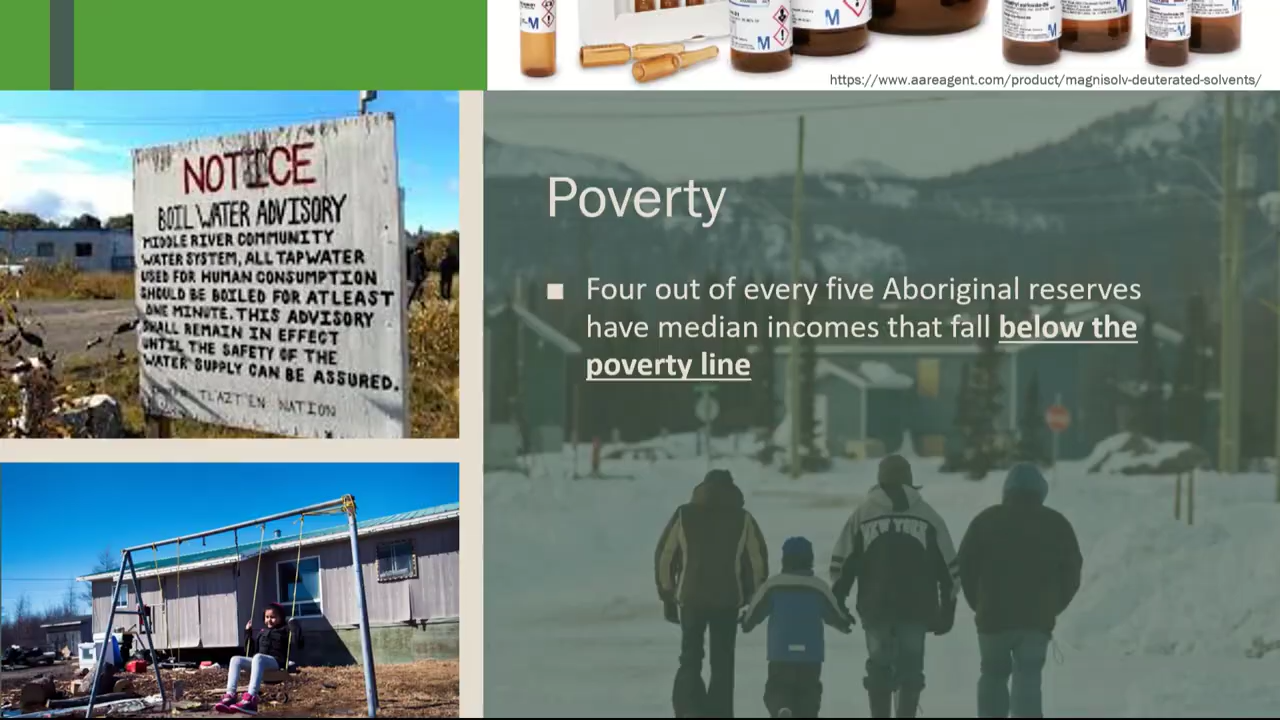 M
M
M
https://www.aareagent.com/product/magnisolv-deuterated-solvents/
NOTICE
BOIL WATER ADVISORY
MIDDLE RIVER COMMUNITY
WATER SYSTEM, ALL TAPWATER
USED FOR HUMAN CONSUMPTION
SHOULD BE BOILED FOR ATLEAST
ONE MINUTE. THIS ADVISORY
SHALL REMAIN IN EFFECT
UNTIL THE SAFETY OF THE
WATER SUPPLY CAN BE ASSURED.
TLAZT'EN NATION
Poverty
Four out of every five Aboriginal reserves
have median incomes that fall below the
poverty line
NEW YORK